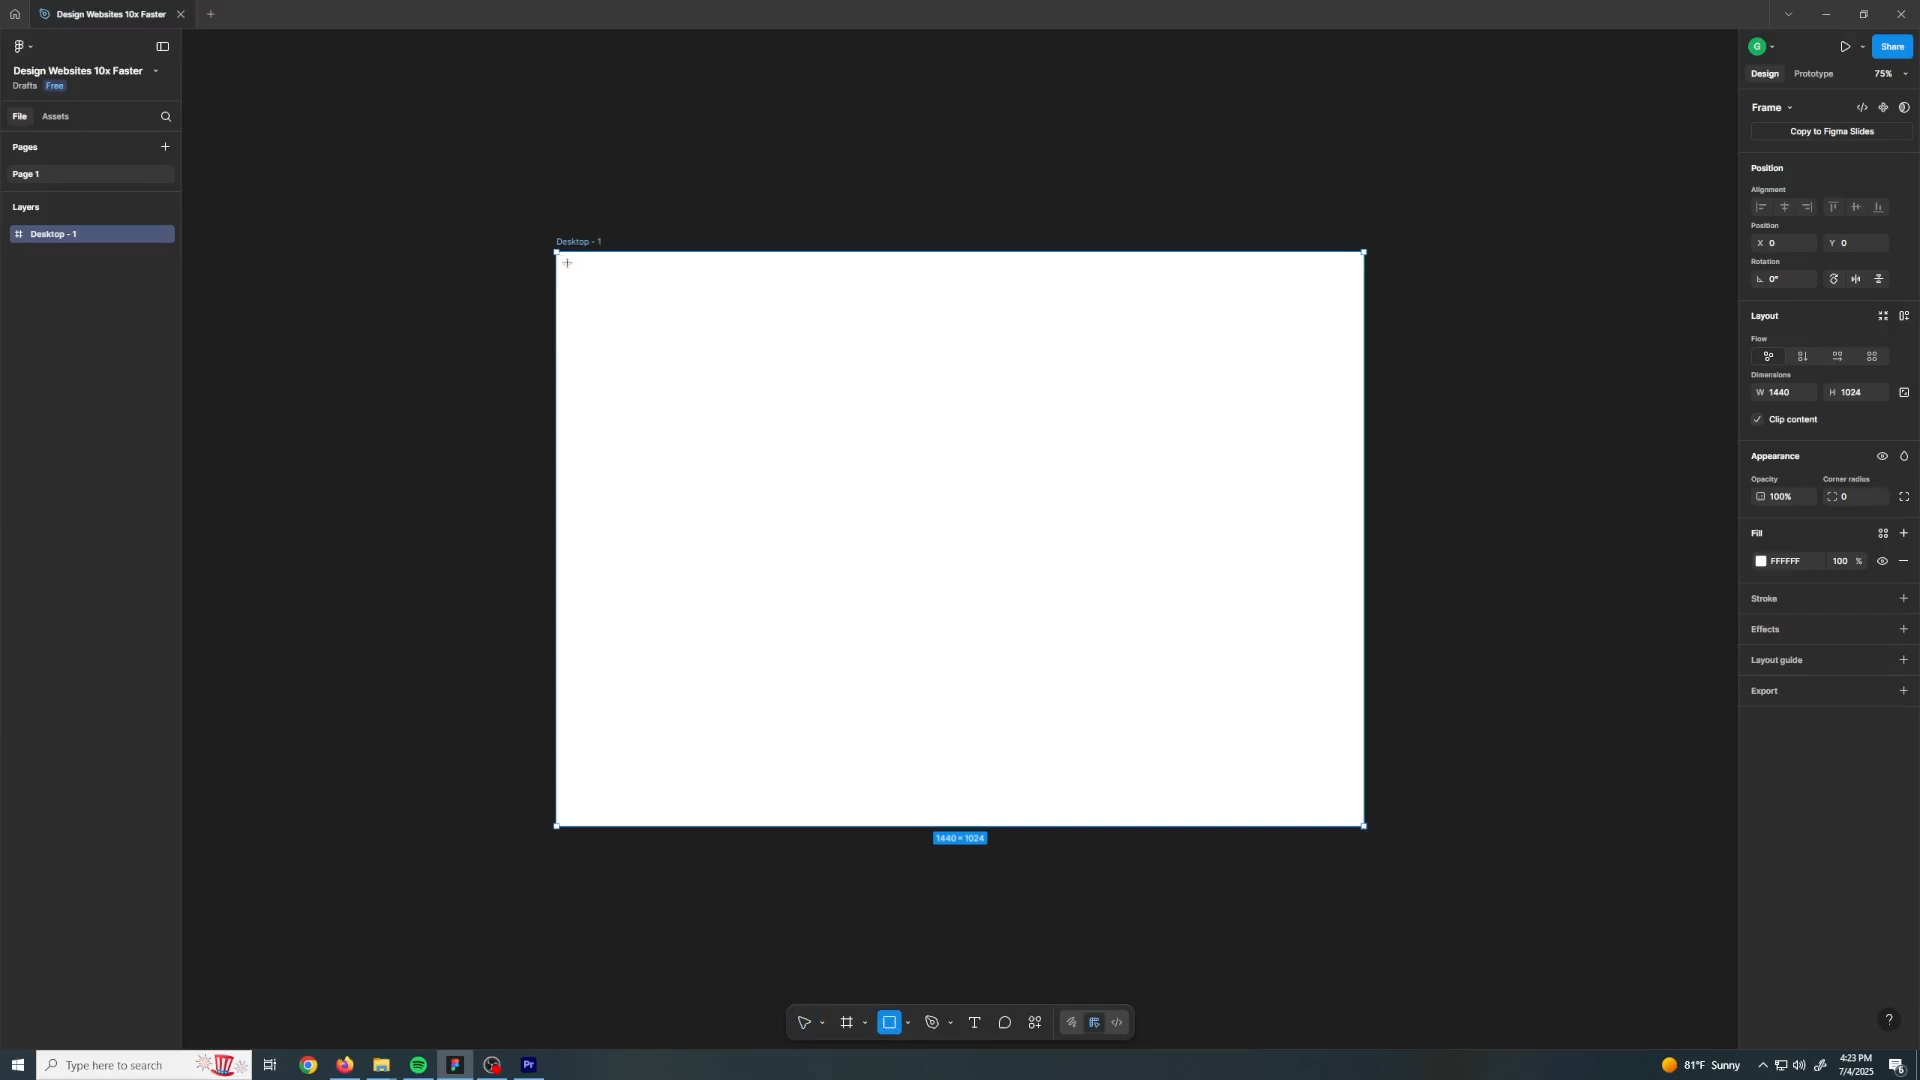 Design Websites 10x Faster
Share
Design Websites 10x Faster
Drafts Free
Design Prototype 75%
File Assets
Frame
Copy to Figma Slides
Pages
Page 1
Layers
Desktop - 1
Desktop - 1
1440 × 1024
Position
Alignment
Position
X 0 Y 0
Rotation
0°
Layout
Flow
Dimensions
W 1440 H 1024
Clip content
Appearance
Opacity Corner radius
100% 0
Fill
FFFFFF 100 %
Stroke
Effects
Layout guide
Export
G
?
Type here to search
Pr
81°F Sunny
4:23 PM
7/4/2025
6